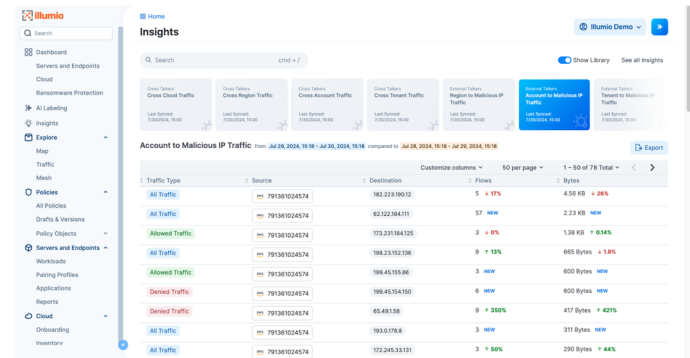 illumio
Search
Dashboard
Servers and Endpoints
Cloud
Ransomware Protection
AI Labeling
Insights
Explore
Map
Traffic
Mesh
Policies
All Policies
Drafts & Versions
Policy Objects
Servers and Endpoints
Workloads
Pairing Profiles
Applications
Reports
Cloud
Onboarding
Inventory
Home
Insights
Illumio Demo
Search cmd + /
Show Library See all Insights
Cross Talkers
Cross Cloud Traffic
Last Synced:
7/30/2024, 15:00
Cross Talkers
Cross Region Traffic
Last Synced:
7/30/2024, 15:00
Cross Talkers
Cross Account Traffic
Last Synced:
7/30/2024, 15:00
Cross Talkers
Cross Tenant Traffic
Last Synced:
7/30/2024, 15:00
External Talkers
Region to Malicious IP
Traffic
Last Synced:
7/30/2024, 15:00
External Talkers
Account to Malicious IP
Traffic
Last Synced:
7/30/2024, 15:00
External Talkers
Tenant to Malicious
Traffic
Last Synced:
7/30/2024, 15:00
Account to Malicious IP Traffic from Jul 29, 2024, 15:18 - Jul 30, 2024, 15:18 compared to Jul 28, 2024, 15:18 - Jul 29, 2024, 15:18
Export
Customize columns 50 per page 1 – 50 of 78 Total
Traffic Type Source Destination Flows Bytes
All Traffic aws 791361024574 182.223.190.12 5 ↓ 17% 4.56 KB ↓ 26%
All Traffic aws 791361024574 62.122.184.111 57 NEW 2.23 KB NEW
Allowed Traffic aws 791361024574 173.231.184.125 3 ↓ 0% 1.38 KB ↑ 0.14%
All Traffic aws 791361024574 198.23.152.136 9 ↑ 13% 665 Bytes ↓ 1.9%
Allowed Traffic aws 791361024574 199.45.155.86 3 NEW 600 Bytes NEW
Denied Traffic aws 791361024574 199.45.154.150 6 NEW 600 Bytes NEW
Denied Traffic aws 791361024574 65.49.1.58 9 ↑ 350% 417 Bytes ↑ 421%
All Traffic aws 791361024574 193.0.178.8 3 NEW 311 Bytes NEW
All Traffic aws 791361024574 172.245.33.131 3 ↑ 50% 290 Bytes ↑ 44%